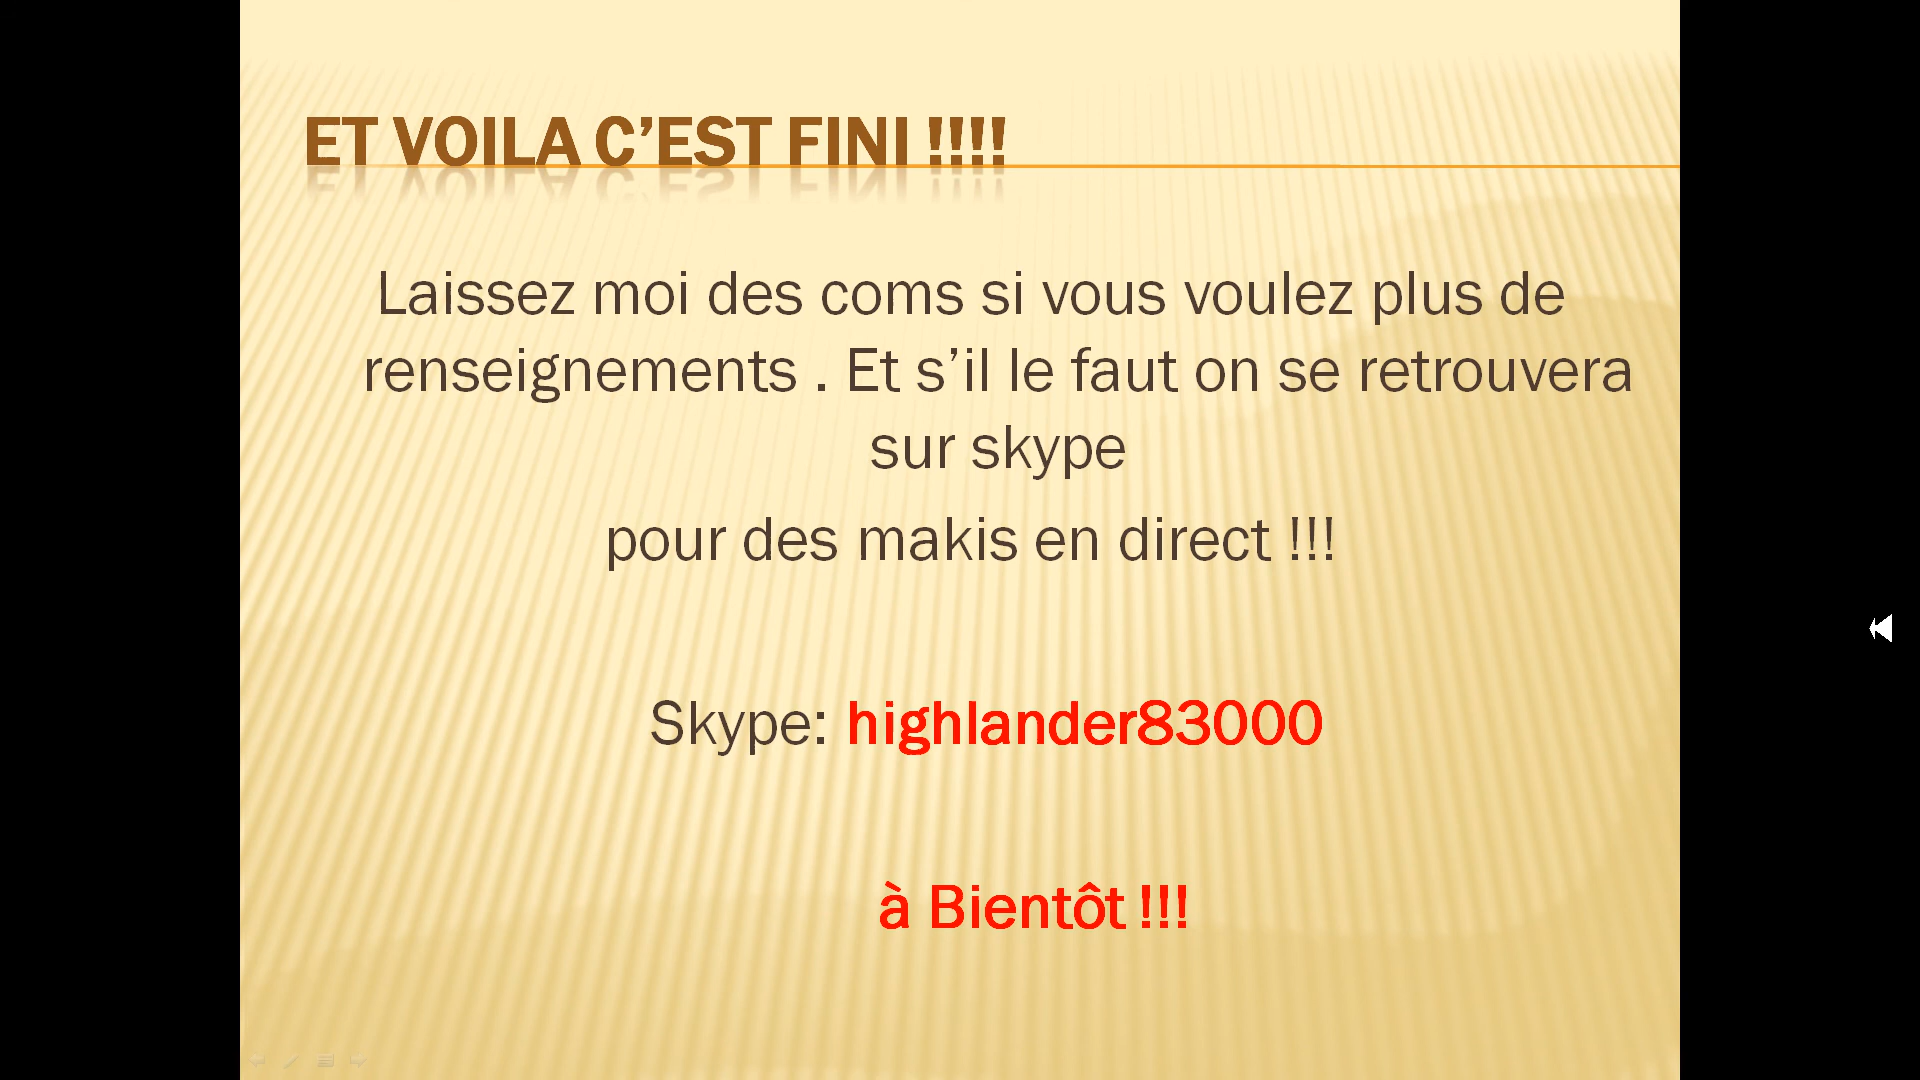 ET VOILA C’EST FINI !!!!
Laissez moi des coms si vous voulez plus de
renseignements . Et s’il le faut on se retrouvera
sur skype
pour des makis en direct !!!
Skype: highlander83000
à Bientôt !!!